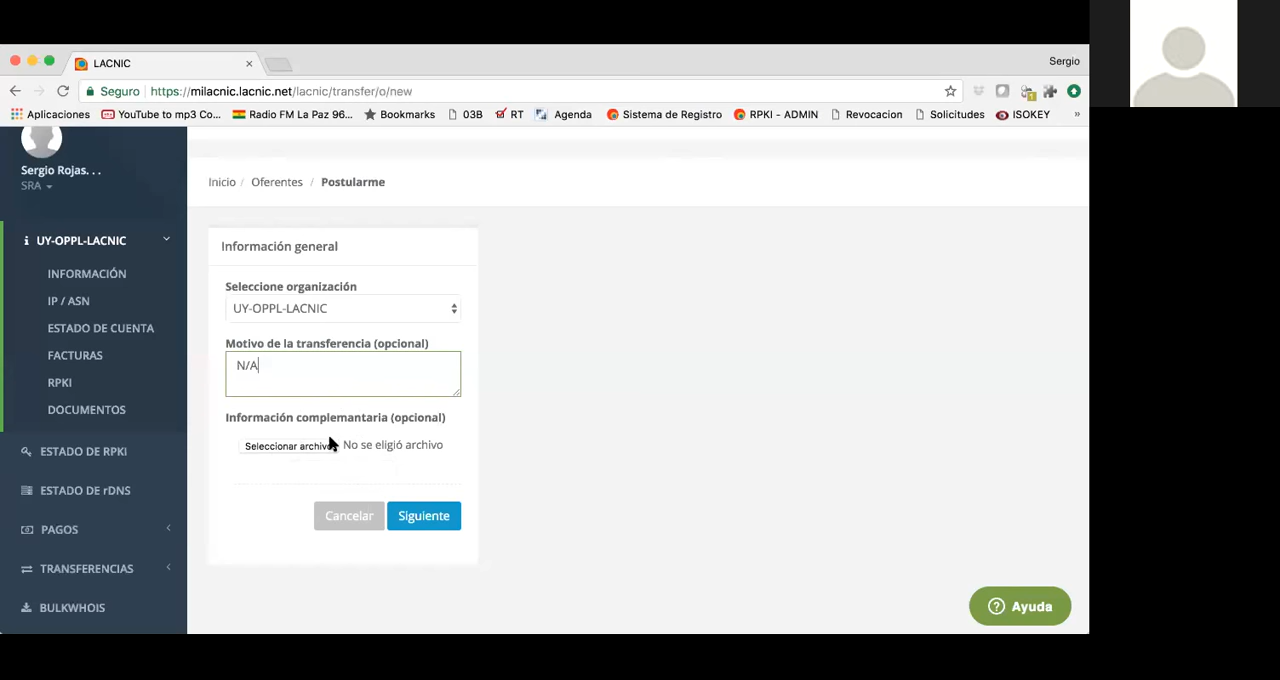 LACNIC
Sergio
Seguro https://milacnic.lacnic.net/lacnic/transfer/o/new
Aplicaciones YouTube to mp3 Co... Radio FM La Paz 96... Bookmarks 03B RT Agenda Sistema de Registro RPKI - ADMIN Revocacion Solicitudes ISOKEY »
Sergio Rojas. . .
SRA
UY-OPPL-LACNIC
INFORMACIÓN
IP / ASN
ESTADO DE CUENTA
FACTURAS
RPKI
DOCUMENTOS
ESTADO DE RPKI
ESTADO DE rDNS
PAGOS
TRANSFERENCIAS
BULKWHOIS
Inicio / Oferentes / Postularme
Información general
Seleccione organización
UY-OPPL-LACNIC
Motivo de la transferencia (opcional)
N/A
Información complemantaria (opcional)
Seleccionar archivo No se eligió archivo
Cancelar Siguiente
Ayuda